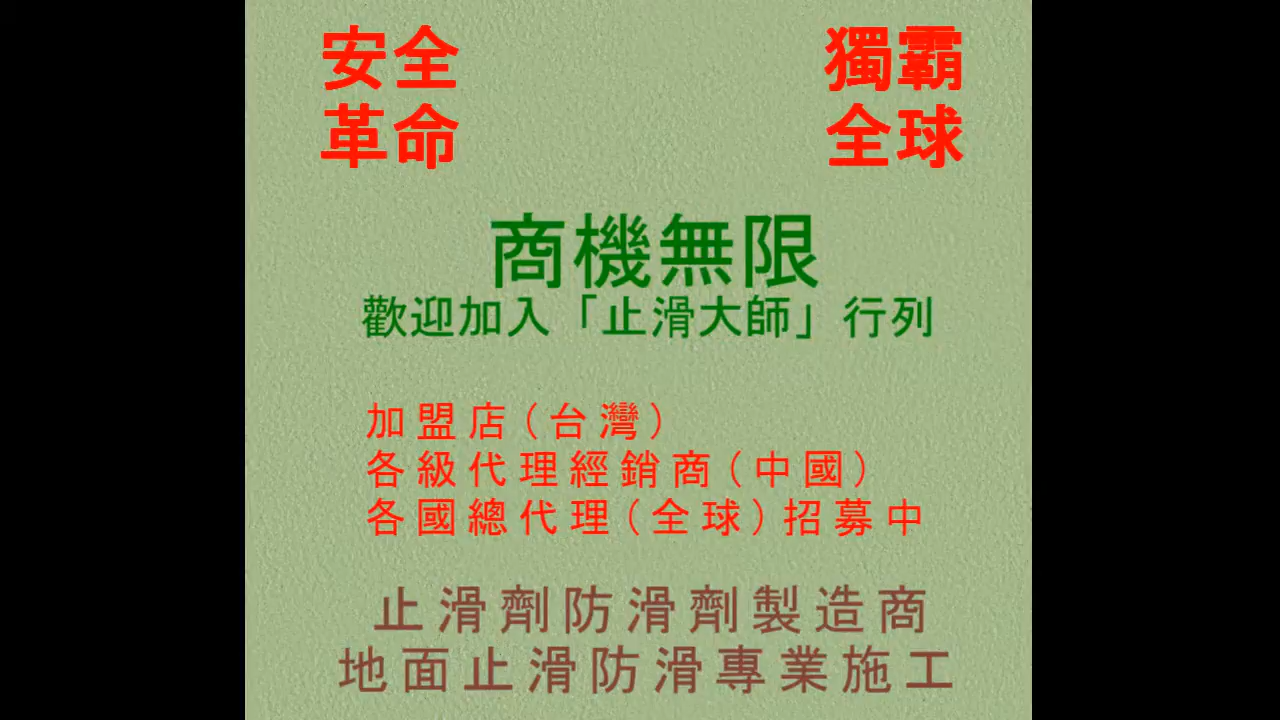 安全
革命
獨霸
全球
商機無限
歡迎加入「止滑大師」行列
加盟店(台灣)
各級代理經銷商(中國)
各國總代理(全球)招募中
止滑劑防滑劑製造商
地面止滑防滑專業施工